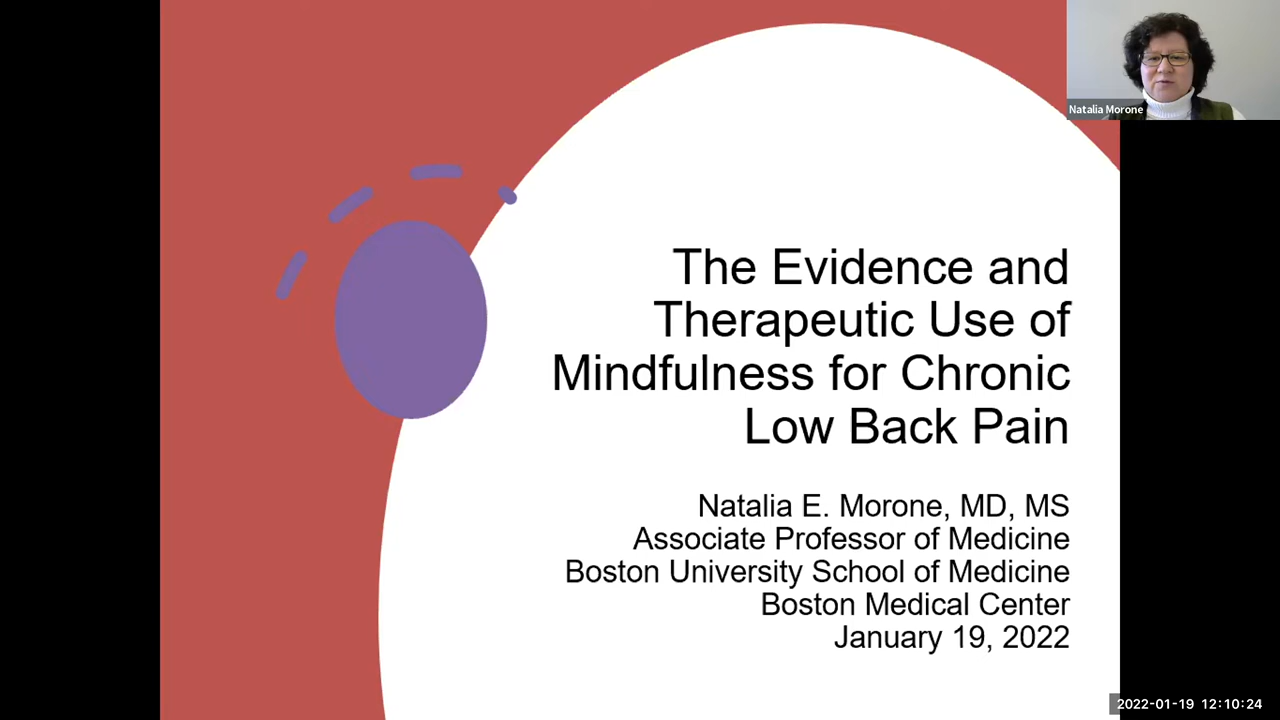 Natalia Morone
The Evidence and
Therapeutic Use of
Mindfulness for Chronic
Low Back Pain
Natalia E. Morone, MD, MS
Associate Professor of Medicine
Boston University School of Medicine
Boston Medical Center
January 19, 2022
2022-01-19 12:10:24